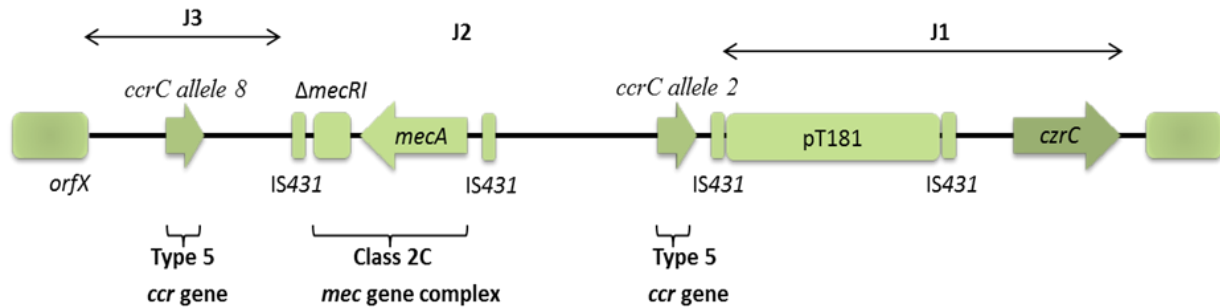 J3 J2 J1
ccrC allele 8 ΔmecRI ccrC allele 2
mecA pT181 czrC
orfX IS431 IS431 IS431 IS431
Type 5 Class 2C Type 5
ccr gene mec gene complex ccr gene